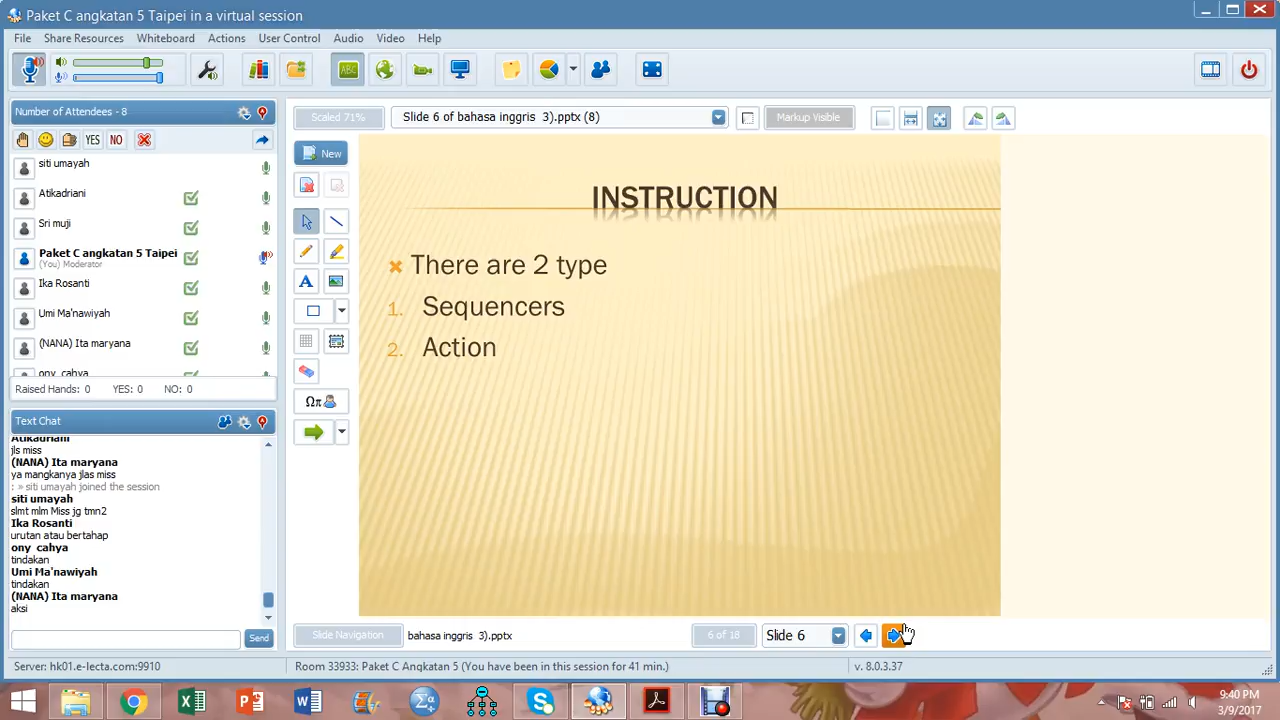 Paket C angkatan 5 Taipei in a virtual session
File Share Resources Whiteboard Actions User Control Audio Video Help
ABC
Number of Attendees - 8
YES NO
siti umayah
Atikadriani
Sri muji
Paket C angkatan 5 Taipei
(You) Moderator
Ika Rosanti
Umi Ma'nawiyah
(NANA) Ita maryana
ony cahya
Raised Hands: 0 YES: 0 NO: 0
Text Chat
Atikadriani
jls miss
(NANA) Ita maryana
ya mangkanya jlas miss
: » siti umayah joined the session
siti umayah
slmt mlm Miss jg tmn2
Ika Rosanti
urutan atau bertahap
ony cahya
tindakan
Umi Ma'nawiyah
tindakan
(NANA) Ita maryana
aksi
Send
Scaled 71%
Slide 6 of bahasa inggris 3).pptx (8)
Markup Visible
New
A
Ωπ
INSTRUCTION
There are 2 type
1. Sequencers
2. Action
Slide Navigation
bahasa inggris 3).pptx
6 of 18
Slide 6
Server: hk01.e-lecta.com:9910
Room 33933: Paket C Angkatan 5 (You have been in this session for 41 min.)
v. 8.0.3.37
9:40 PM
3/9/2017